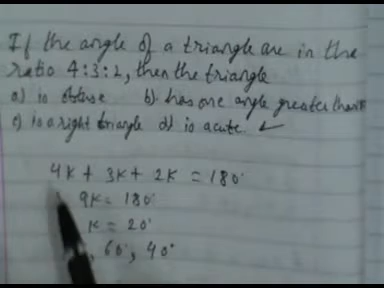 If the angle of a triangle are in the
ratio 4:3:2, then the triangle
a) is obtuse b) has one angle greater than
c) is a right triangle d) is acute ✓
4k + 3k + 2k = 180°
9k = 180°
k = 20°
, 60°, 40°